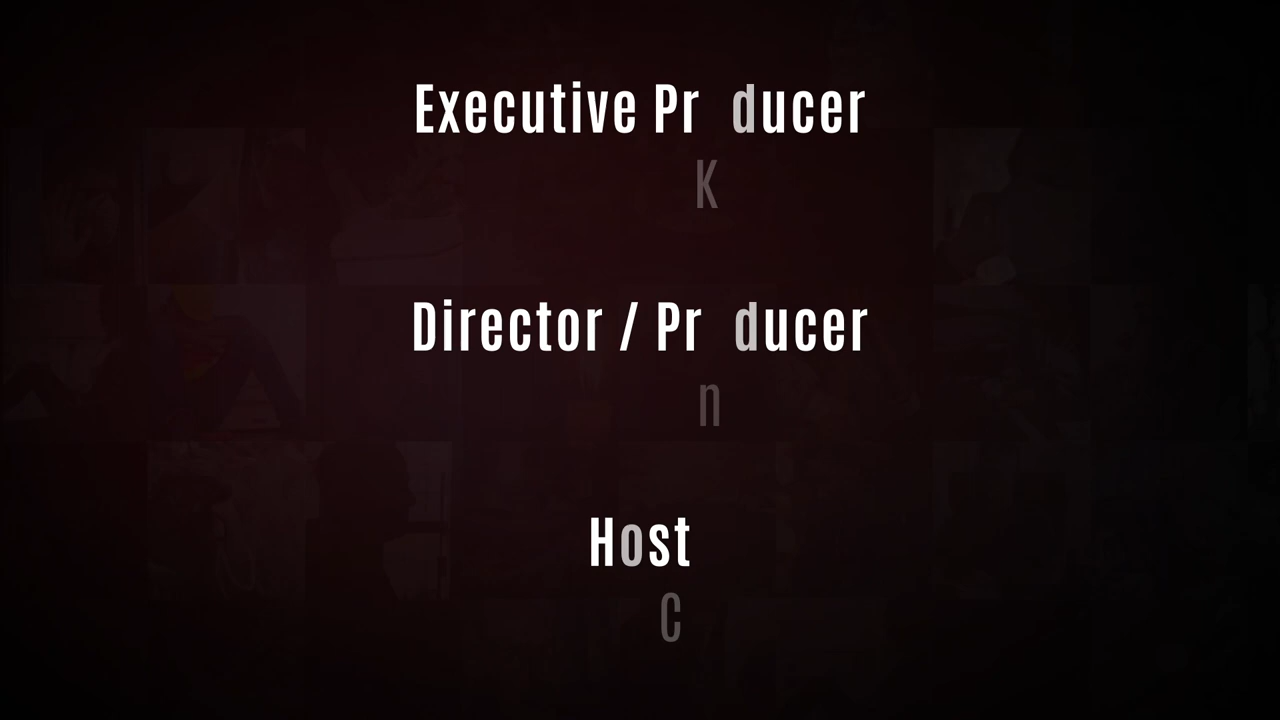 Executive Pr ducer
K
Director / Pr ducer
n
Host
C